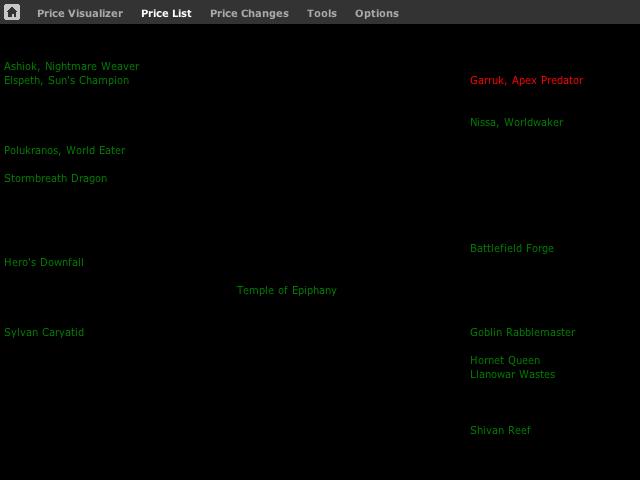 Price Visualizer Price List Price Changes Tools Options
Ashiok, Nightmare Weaver
Elspeth, Sun's Champion
Garruk, Apex Predator
Nissa, Worldwaker
Polukranos, World Eater
Stormbreath Dragon
Battlefield Forge
Hero's Downfall
Temple of Epiphany
Sylvan Caryatid
Goblin Rabblemaster
Hornet Queen
Llanowar Wastes
Shivan Reef